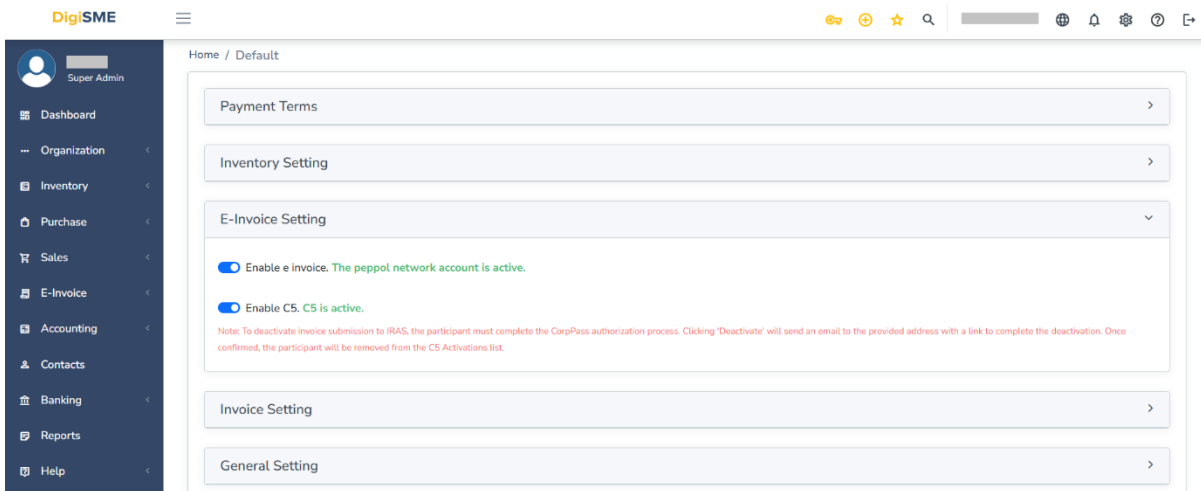 DigiSME
Super Admin
Dashboard
Organization
Inventory
Purchase
Sales
E-Invoice
Accounting
Contacts
Banking
Reports
Help
Home / Default
Payment Terms
Inventory Setting
E-Invoice Setting
Enable e invoice. The peppol network account is active.
Enable C5. C5 is active.
Note: To deactivate invoice submission to IRAS, the participant must complete the CorpPass authorization process. Clicking 'Deactivate' will send an email to the provided address with a link to complete the deactivation. Once
confirmed, the participant will be removed from the C5 Activations list.
Invoice Setting
General Setting